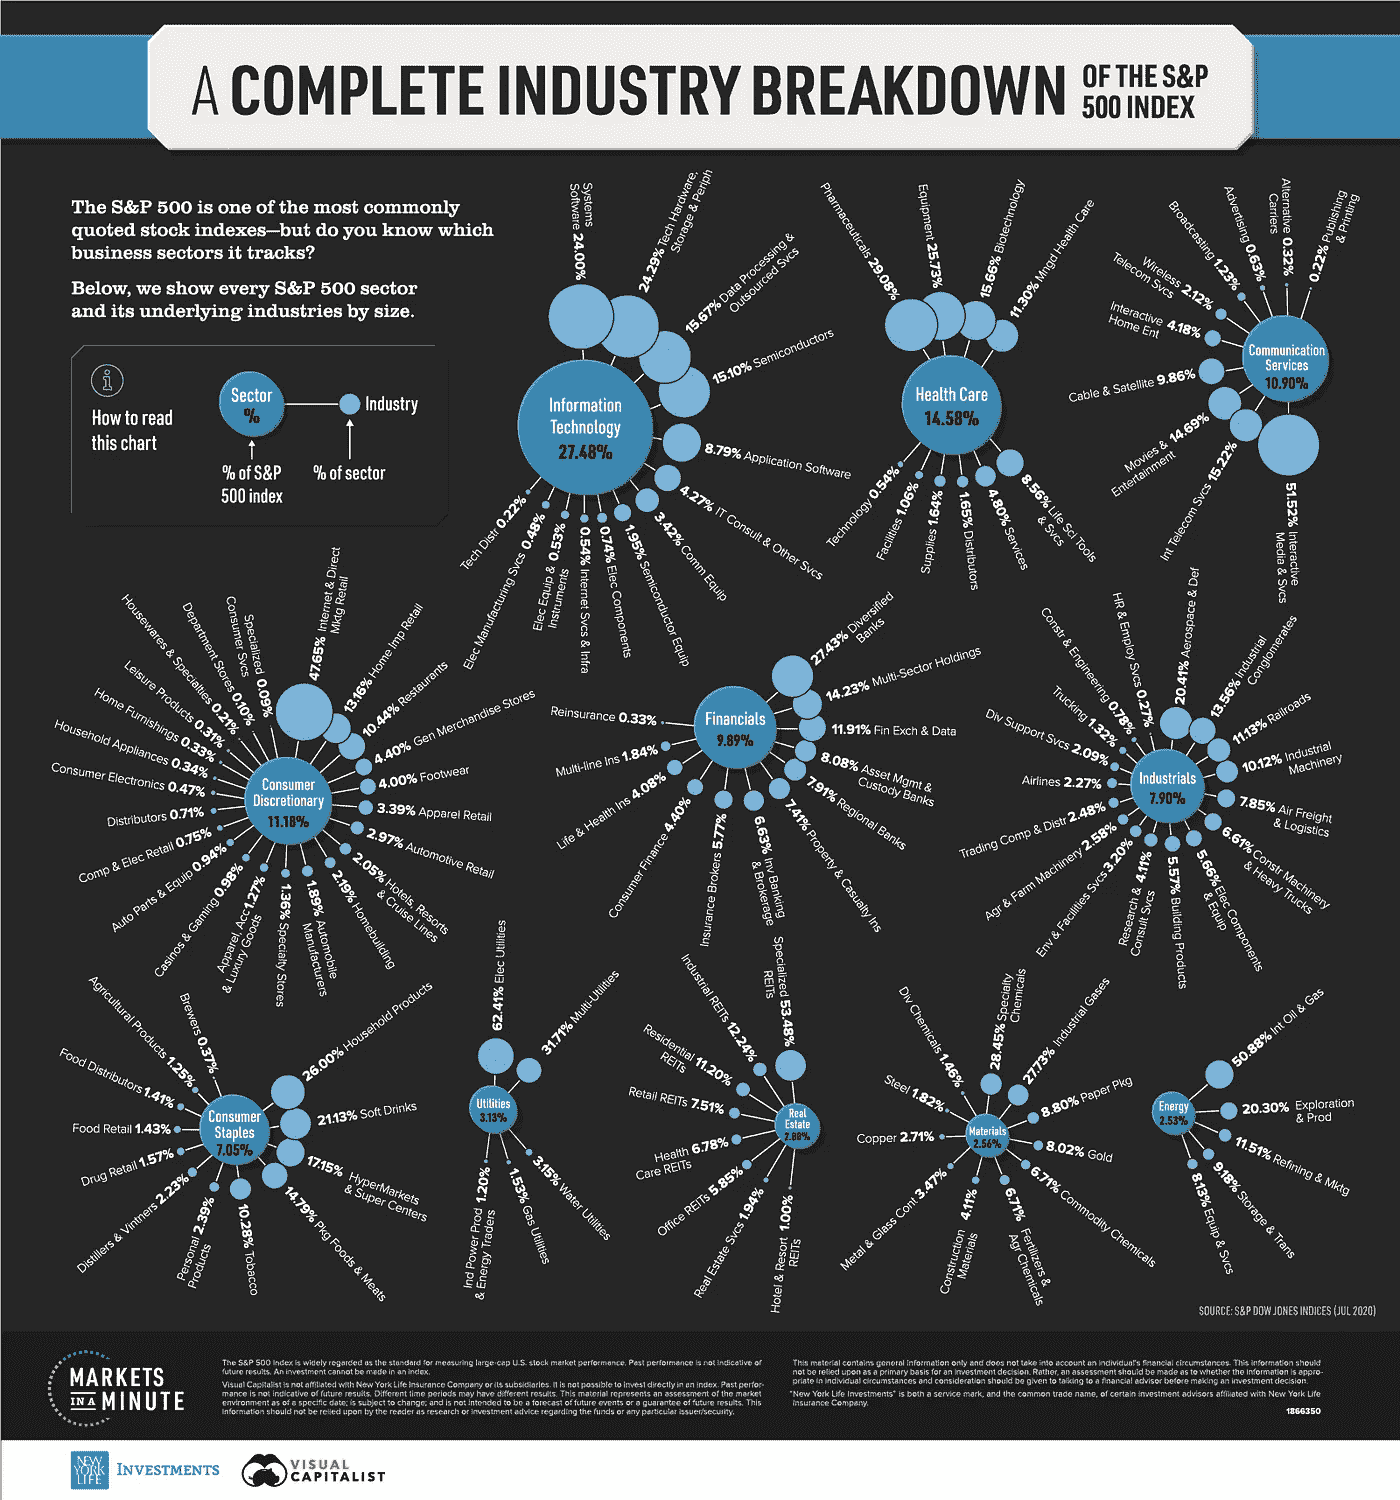 A COMPLETE INDUSTRY BREAKDOWN OF THE S&P
500 INDEX
The S&P 500 is one of the most commonly
quoted stock indexes—but do you know which
business sectors it tracks?
Below, we show every S&P 500 sector
and its underlying industries by size.
How to read
this chart
Sector
%
Industry
% of S&P
500 index
% of sector
Information
Technology
27.48%
Systems
Software 24.00%
24.29% Tech Hardware,
Storage & Periph
15.67% Data Processing &
Outsourced Svcs
15.10% Semiconductors
8.79% Application Software
4.27% IT Consult & Other Svcs
3.42% Comm Equip
1.95% Semiconductor Equip
0.74% Elec Components
0.54% Internet Svcs & Infra
Elec Equip & 0.53%
Instruments
Elec Manufacturing Svcs 0.48%
Tech Distr 0.22%
Health Care
14.58%
Pharmaceuticals 29.08%
Equipment 25.73%
15.66% Biotechnology
11.30% Mngd Health Care
8.56% Life Sci Tools
& Svcs
4.80% Services
1.65% Distributors
Supplies 1.64%
Facilities 1.06%
Technology 0.54%
Communication
Services
10.90%
Broadcasting 1.23%
Advertising 0.63%
Alternative
Carriers 0.32%
0.22% Publishing
& Printing
Wireless 2.12%
Telecom Svcs
Interactive 4.18%
Home Ent
Cable & Satellite 9.86%
Movies & 14.69%
Entertainment
Int Telecom Svcs 15.22%
51.52% Interactive
Media & Svcs
Consumer
Discretionary
11.18%
47.65% Internet & Direct
Mktg Retail
13.16% Home Imp Retail
10.44% Restaurants
4.40% Gen Merchandise Stores
4.00% Footwear
3.39% Apparel Retail
2.97% Automotive Retail
2.05% Hotels, Resorts
& Cruise Lines
2.19% Homebuilding
1.89% Automobile
Manufacturers
1.36% Specialty Stores
Apparel, Acc 1.27%
& Luxury Goods
Casinos & Gaming 0.98%
Auto Parts & Equip 0.94%
Comp & Elec Retail 0.75%
Distributors 0.71%
Consumer Electronics 0.47%
Household Appliances 0.34%
Home Furnishings 0.33%
Leisure Products 0.31%
Housewares & Specialties 0.21%
Department Stores 0.10%
Specialized 0.09%
Consumer Svcs
Financials
9.89%
27.43% Diversified
Banks
14.23% Multi-Sector Holdings
11.91% Fin Exch & Data
8.08% Asset Mgmt &
Custody Banks
7.91% Regional Banks
7.41% Property & Casualty Ins
6.63% Inv Banking
& Brokerage
Insurance Brokers 5.77%
Consumer Finance 4.40%
Life & Health Ins 4.08%
Multi-line Ins 1.84%
Reinsurance 0.33%
Industrials
7.90%
20.41% Aerospace & Def
13.56% Industrial
Conglomerates
11.13% Railroads
10.12% Industrial
Machinery
7.85% Air Freight
& Logistics
6.61% Constr Machinery
& Heavy Trucks
5.66% Elec Components
& Equip
5.57% Building Products
Research & 4.11%
Consult Svcs
Env & Facilities Svcs 3.20%
Agr & Farm Machinery 2.58%
Trading Comp & Distr 2.48%
Airlines 2.27%
Div Support Svcs 2.09%
Trucking 1.32%
Constr & Engineering 0.78%
HR & Employ Svcs 0.27%
Consumer
Staples
7.05%
26.00% Household Products
21.13% Soft Drinks
17.15% HyperMarkets
& Super Centers
14.79% Pkg Foods & Meats
10.28% Tobacco
Personal 2.39%
Products
Distillers & Vintners 2.23%
Drug Retail 1.57%
Food Retail 1.43%
Food Distributors 1.41%
Agricultural Products 1.25%
Brewers 0.37%
Utilities
3.13%
62.41% Elec Utilities
31.71% Multi-Utilities
3.15% Water Utilities
1.53% Gas Utilities
Ind Power Prod 1.20%
& Energy Traders
Real
Estate
2.88%
Specialized 53.48%
REITs
Industrial REITs 12.24%
Residential 11.20%
REITs
Retail REITs 7.51%
Health 6.78%
Care REITs
Office REITs 5.85%
Real Estate Svcs 1.94%
Hotel & Resort 1.00%
REITs
Materials
2.56%
28.45% Specialty
Chemicals
27.73% Industrial Gases
8.80% Paper Pkg
8.02% Gold
6.71% Commodity Chemicals
6.71% Fertilizers &
Agr Chemicals
Construction 4.11%
Materials
Metal & Glass Cont 3.47%
Copper 2.71%
Steel 1.82%
Div Chemicals 1.46%
Energy
2.53%
50.88% Int Oil & Gas
20.30% Exploration
& Prod
11.51% Refining & Mktg
9.18% Storage & Trans
8.13% Equip & Svcs
SOURCE: S&P DOW JONES INDICES (JUL 2020)
MARKETS
IN A MINUTE
The S&P 500 Index is widely regarded as the standard for measuring large-cap U.S. stock market performance. Past performance is not indicative of
future results. An investment cannot be made in an index.
Visual Capitalist is not affiliated with New York Life Insurance Company or its subsidiaries. It is not possible to invest directly in an index. Past perfor-
mance is not indicative of future results. Different time periods may have different results. This material represents an assessment of the market
environment as of a specific date; is subject to change; and is not intended to be a forecast of future events or a guarantee of future results. This
information should not be relied upon by the reader as research or investment advice regarding the funds or any particular issuer/security.
This material contains general information only and does not take into account an individual's financial circumstances. This information should
not be relied upon as a primary basis for an investment decision. Rather, an assessment should be made as to whether the information is appro-
priate in individual circumstances and consideration should be given to talking to a financial advisor before making an investment decision.
"New York Life Investments" is both a service mark, and the common trade name, of certain investment advisors affiliated with New York Life
Insurance Company.
1866350
NEW
YORK
LIFE
INVESTMENTS
VISUAL
CAPITALIST